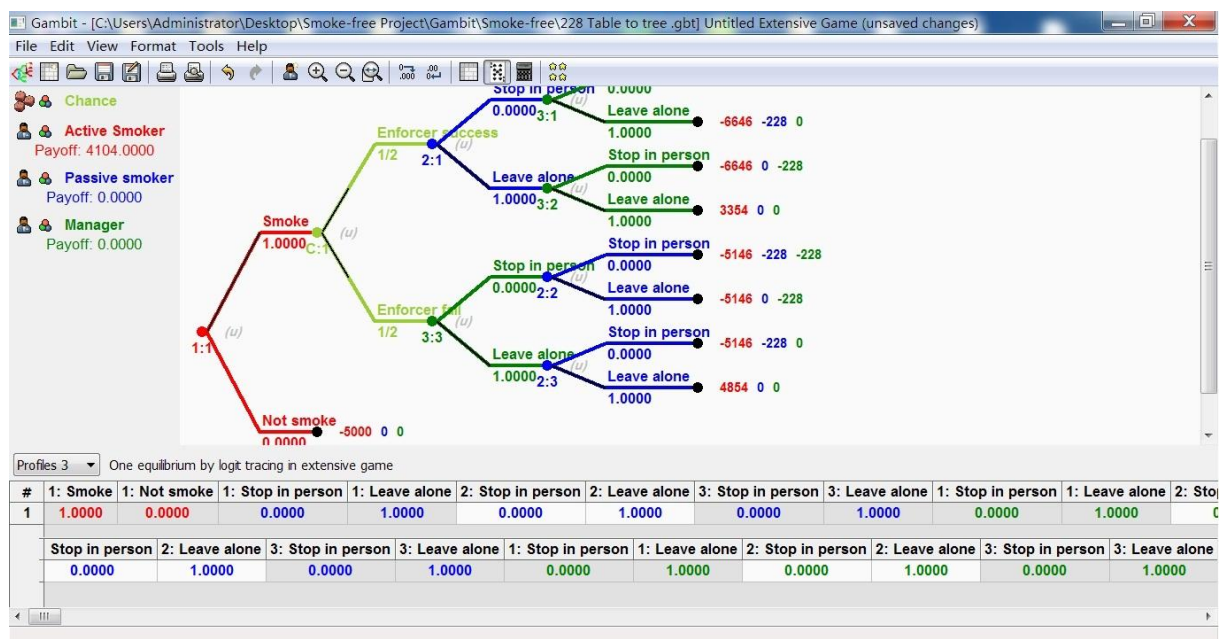 Gambit - [C:\Users\Administrator\Desktop\Smoke-free Project\Gambit\Smoke-free\228 Table to tree .gbt] Untitled Extensive Game (unsaved changes)
File Edit View Format Tools Help
Chance
Active Smoker
Payoff: 4104.0000
Passive smoker
Payoff: 0.0000
Manager
Payoff: 0.0000
Stop in person 0.0000
0.0000 3:1 (u) Leave alone -6646 -228 0
1.0000
Enforcer success Stop in person -6646 0 -228
1/2 2:1 (u) 0.0000
Leave alone
1.0000 3:2 (u) Leave alone 3354 0 0
1.0000
Smoke Stop in person -5146 -228 -228
1.0000 C:1 (u) 0.0000
Stop in person
0.0000 2:2 (u) Leave alone -5146 0 -228
1.0000
Enforcer fail Stop in person -5146 -228 0
1/2 3:3 (u) 0.0000
1:1 (u)
Leave alone
1.0000 2:3 (u) Leave alone 4854 0 0
1.0000
Not smoke -5000 0 0
0.0000
Profiles 3 One equilibrium by logit tracing in extensive game
# 1: Smoke 1: Not smoke 1: Stop in person 1: Leave alone 2: Stop in person 2: Leave alone 3: Stop in person 3: Leave alone 1: Stop in person 1: Leave alone 2: Sto
1 1.0000 0.0000 0.0000 1.0000 0.0000 1.0000 0.0000 1.0000 0.0000 1.0000
Stop in person 2: Leave alone 3: Stop in person 3: Leave alone 1: Stop in person 1: Leave alone 2: Stop in person 2: Leave alone 3: Stop in person 3: Leave alone
0.0000 1.0000 0.0000 1.0000 0.0000 1.0000 0.0000 1.0000 0.0000 1.0000